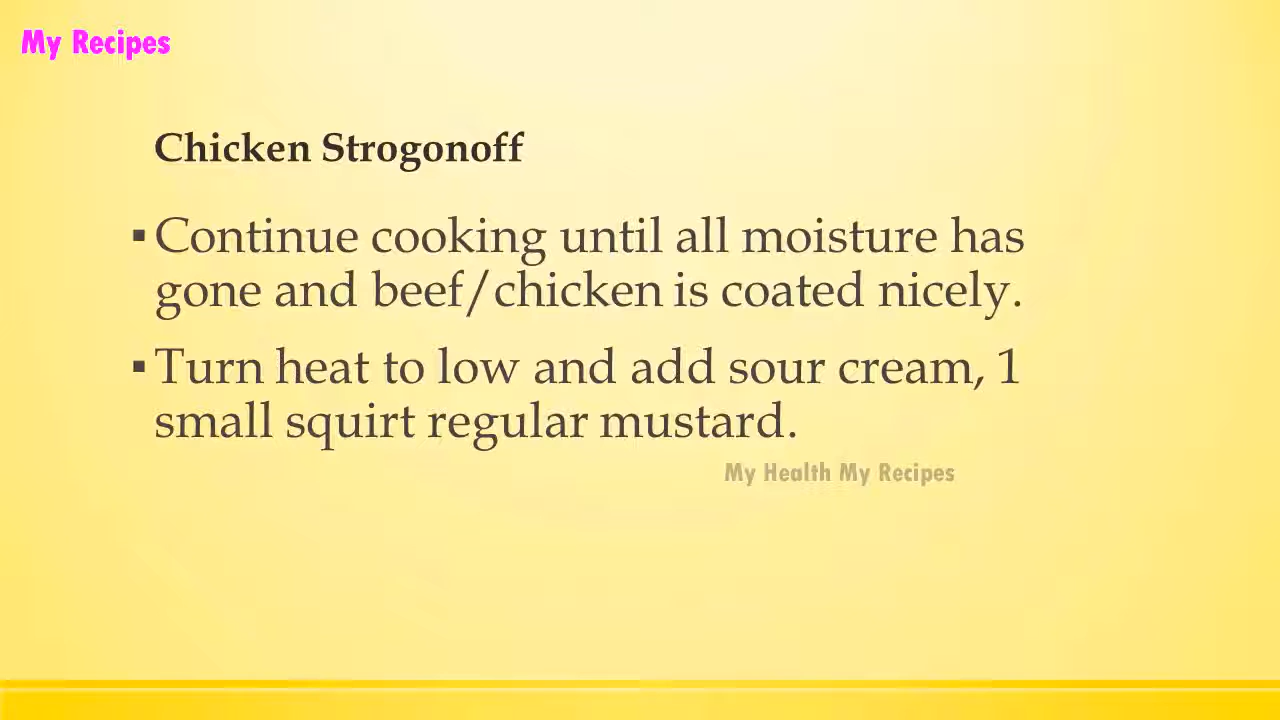 My Recipes
Chicken Strogonoff
▪Continue cooking until all moisture has
gone and beef/chicken is coated nicely.
▪Turn heat to low and add sour cream, 1
small squirt regular mustard.
My Health My Recipes